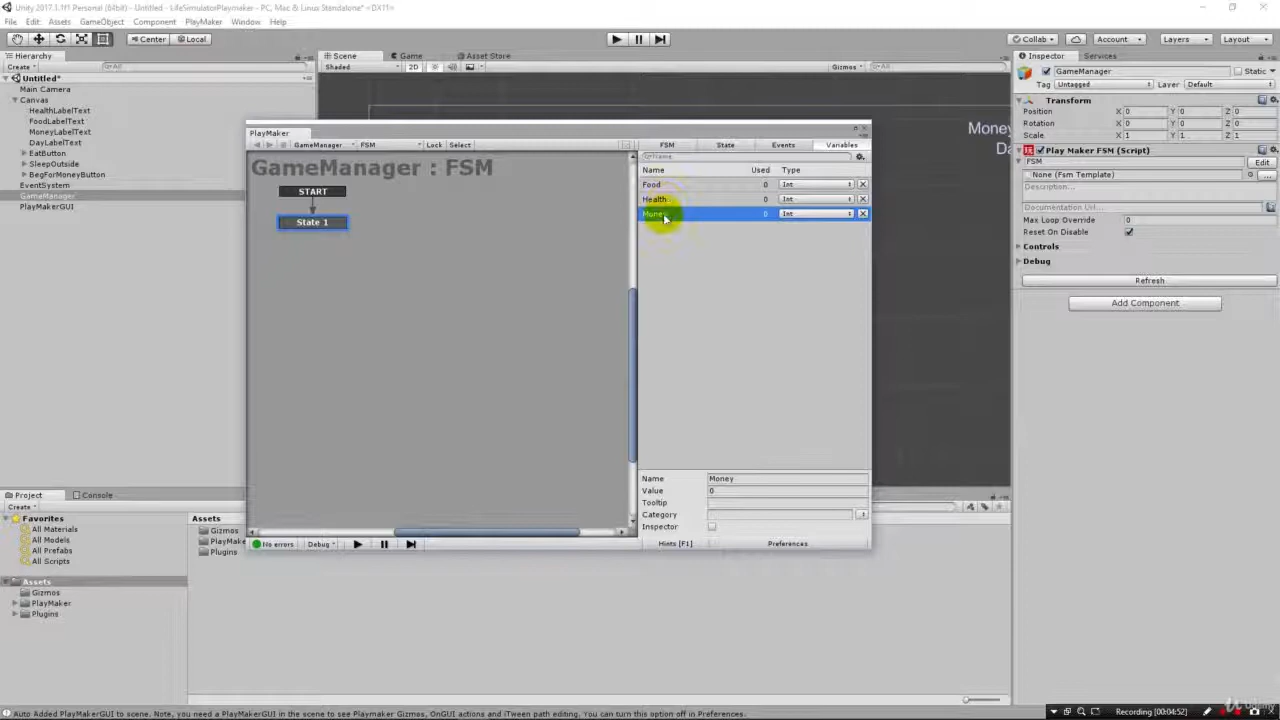 Unity 2017.1.1f1 Personal (64bit) - Untitled - LifeSimulatorPlaymaker - PC, Mac & Linux Standalone* <DX11>
File Edit Assets GameObject Component PlayMaker Window Help
Center Local Collab Account Layers Layout
Hierarchy Scene Game Asset Store Inspector Services
Create All Shaded 2D Gizmos All
GameManager Static
Untitled*
Tag Untagged Layer Default
Main Camera
Canvas
Transform
HealthLabelText
Position X 0 Y 0 Z 0
FoodLabelText
Rotation X 0 Y 0 Z 0
MoneyLabelText
Scale X 1 Y 1 Z 1
DayLabelText
Money
Da
EatButton
Play Maker FSM (Script)
SleepOutside
FSM Edit
BegForMoneyButton
None (Fsm Template) ...
EventSystem
Description...
GameManager
PlayMakerGUI
Documentation Url...
Max Loop Override 0
Reset On Disable
Controls
Debug
Refresh
Add Component
PlayMaker
GameManager FSM Lock Select FSM State Events Variables
GameManager : FSM
Name
Name Used Type
START
Food 0 Int
Health 0 Int
Money 0 Int
State 1
Name Money
Value 0
Tooltip
Category
Inspector
No errors Debug Hints [F1] Preferences
Project Console
Create
Favorites
All Materials
All Models
All Prefabs
All Scripts
Assets
Gizmos
PlayMaker
Plugins
Assets
Gizmos
PlayMake
Plugins
Auto Added PlayMakerGUI to scene. Note, you need a PlayMakerGUI in the scene to see Playmaker Gizmos, OnGUI actions and iTween path editing. You can turn this option off in Preferences.
Recording [00:04:52]
Udemy